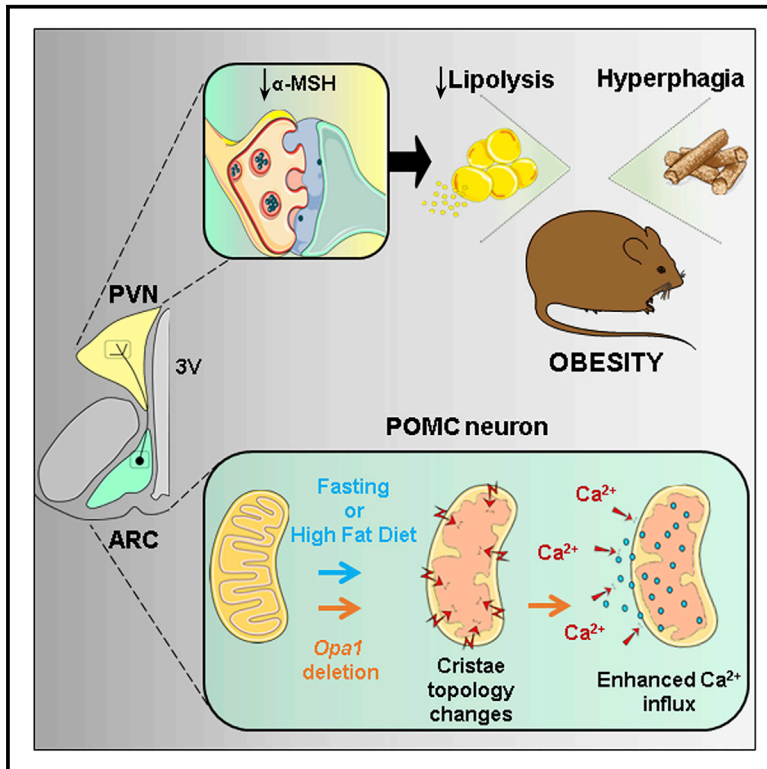 ↓α-MSH
↓Lipolysis
Hyperphagia
PVN
3V
OBESITY
ARC
POMC neuron
Fasting
or
High Fat Diet
Opa1
deletion
Cristae
topology
changes
Ca²⁺
Ca²⁺
Ca²⁺
Ca²⁺
Enhanced Ca²⁺
influx